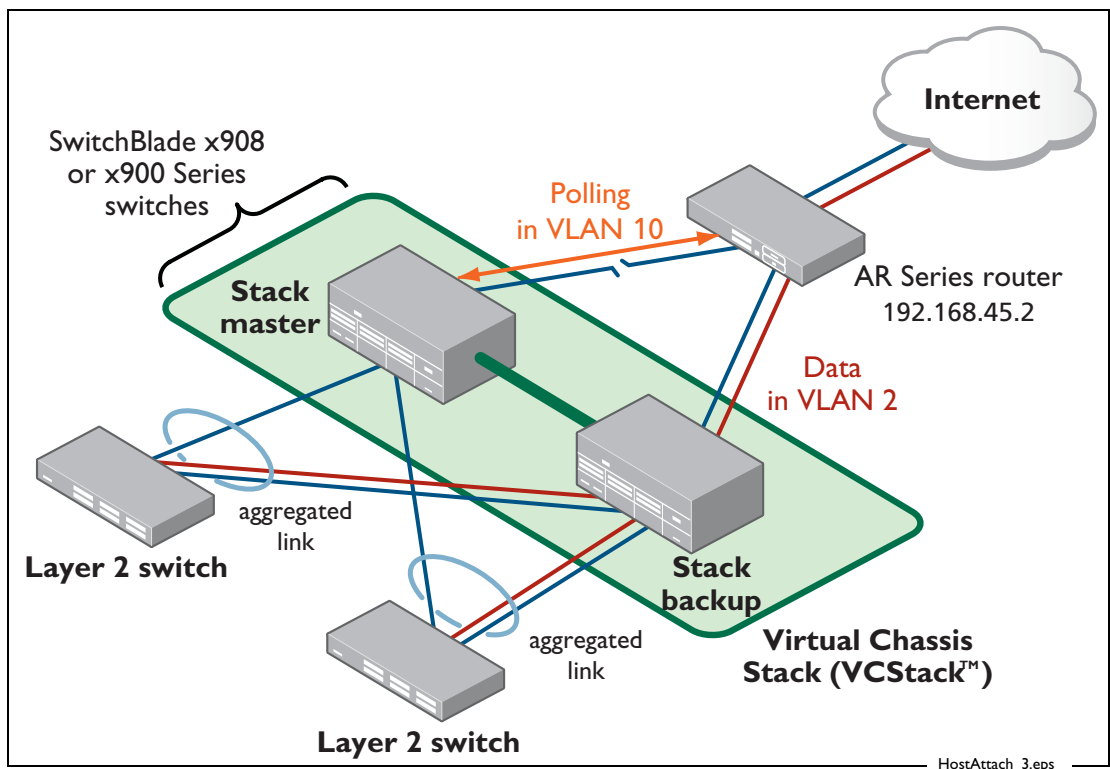 Internet
SwitchBlade x908
or x900 Series
switches
Polling
in VLAN 10
AR Series router
192.168.45.2
Stack
master
Data
in VLAN 2
aggregated
link
Layer 2 switch
Stack
backup
aggregated
link
Virtual Chassis
Stack (VCStack™)
Layer 2 switch
HostAttach_3.eps